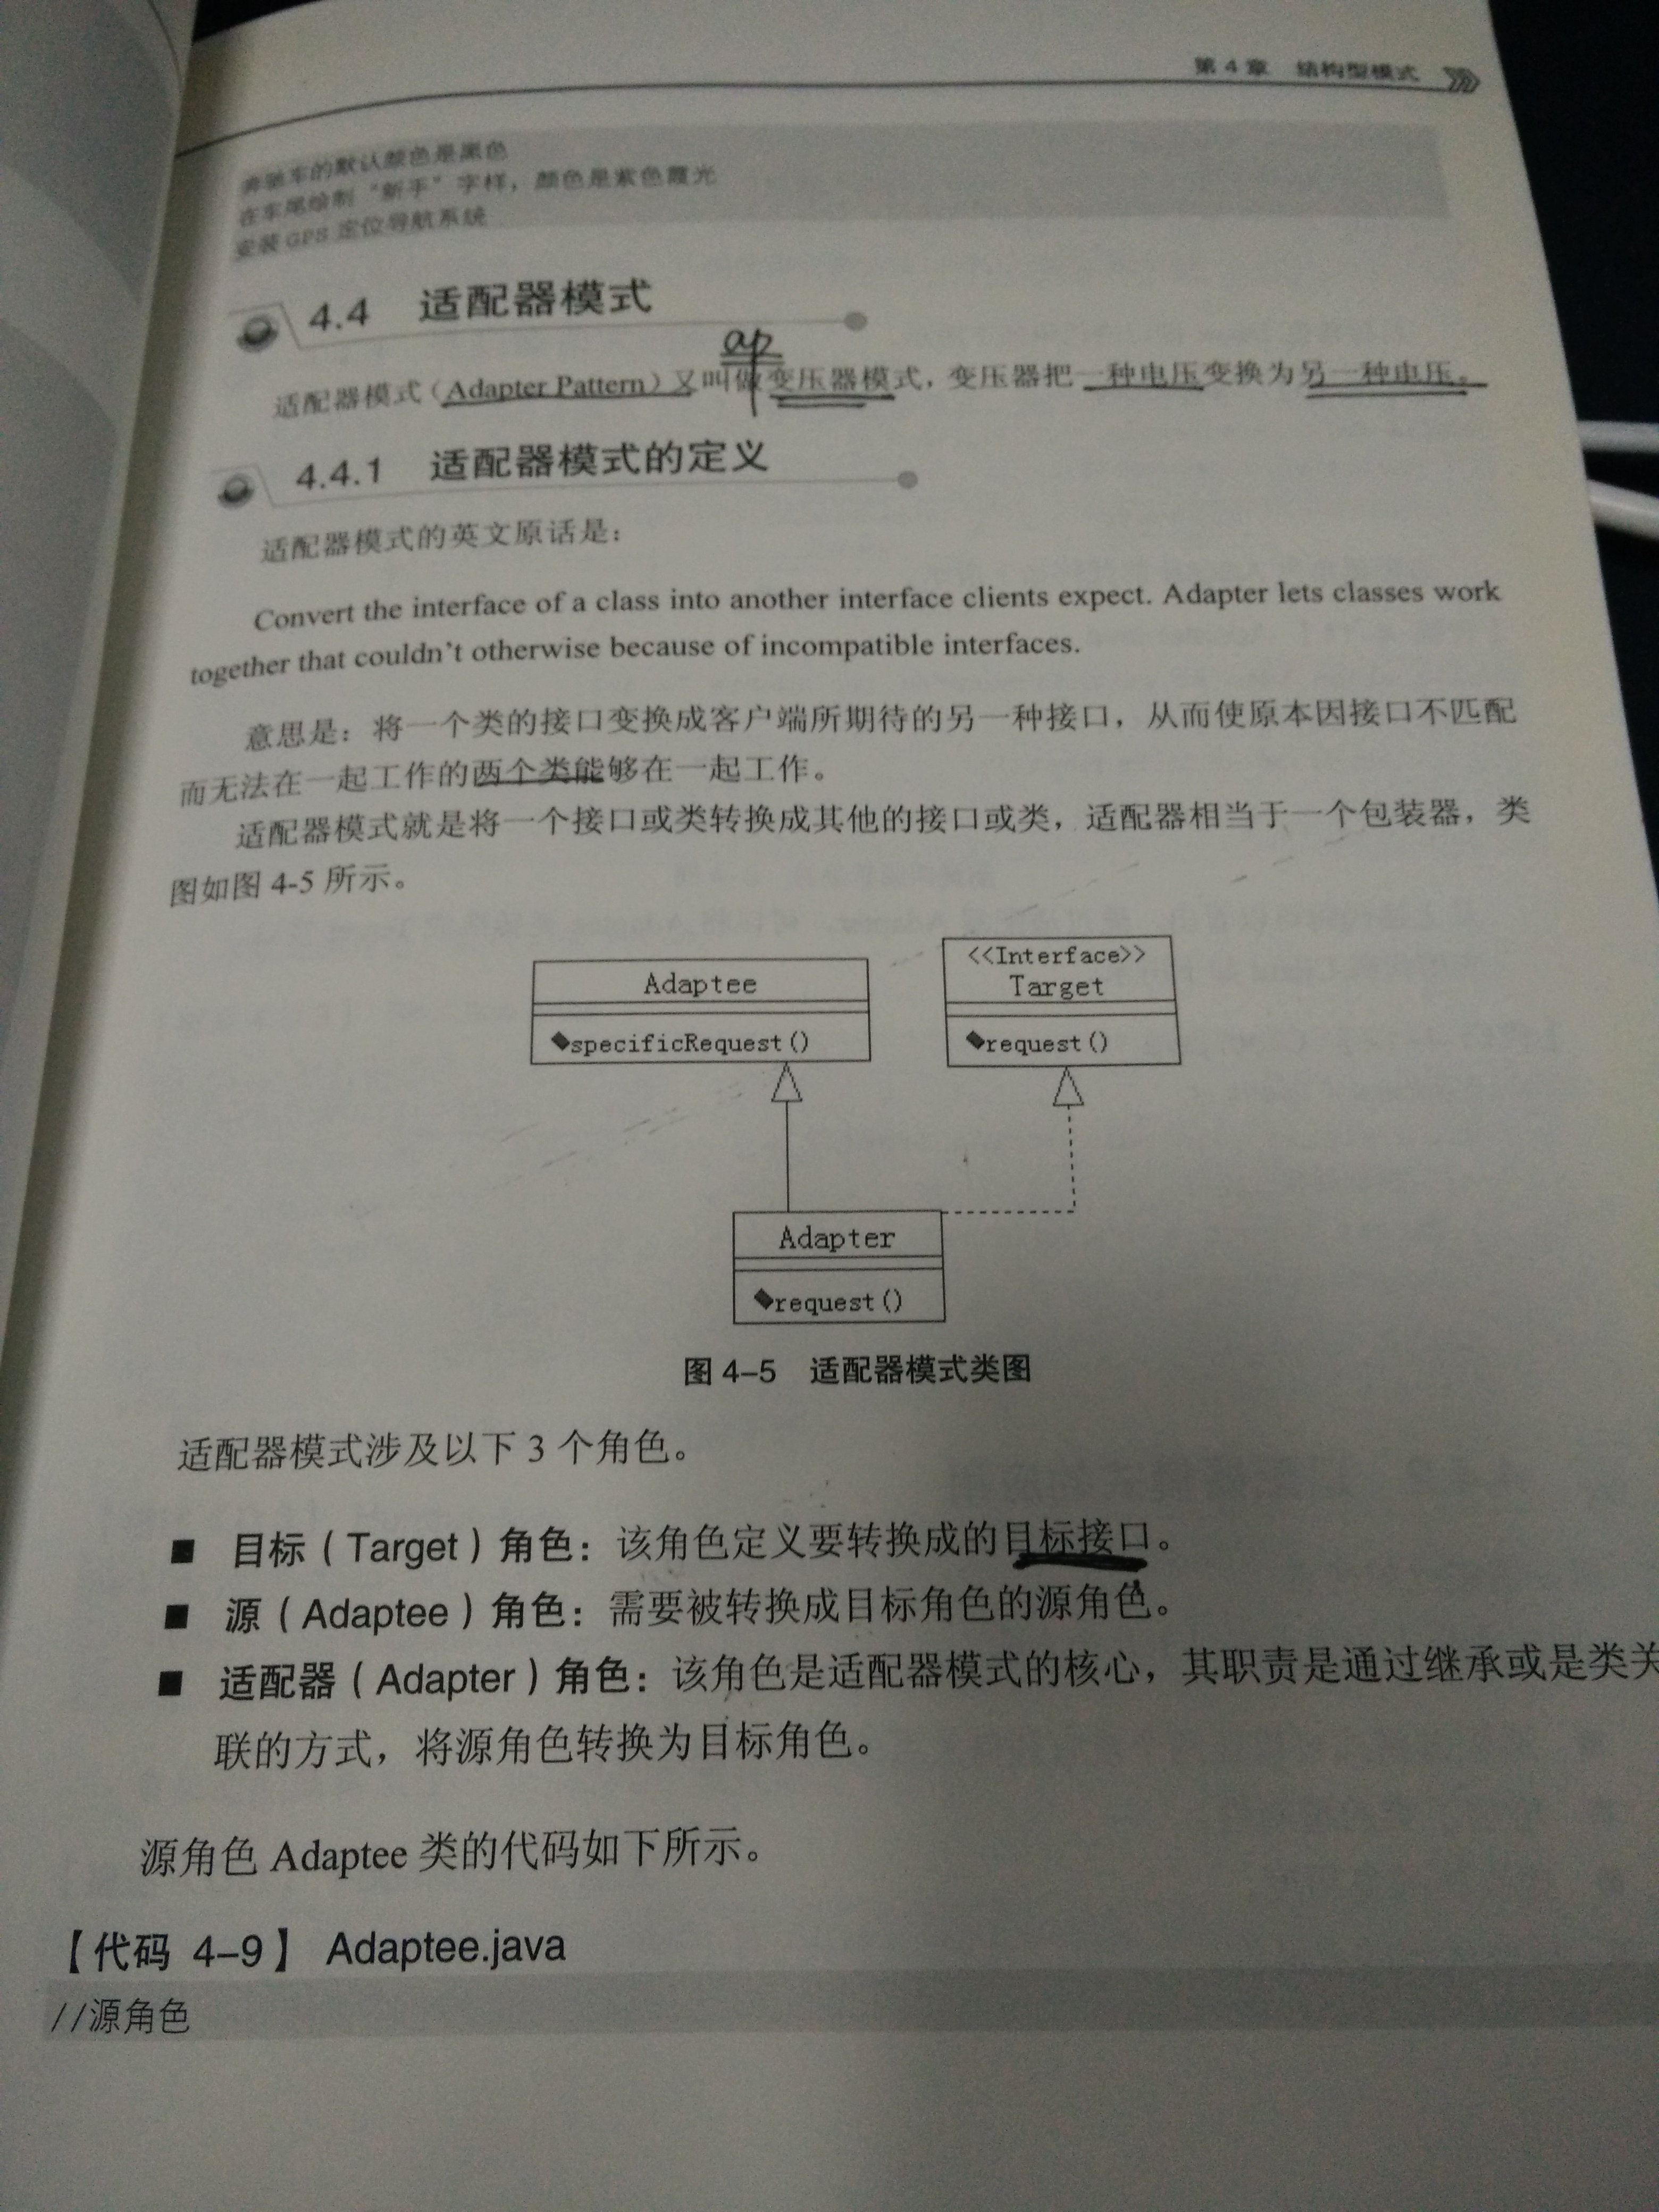 第 4 章 结构型模式
奔驰车的默认颜色是黑色
在车尾绘制“新手”字样，颜色是紫色霞光
安装 GPS 定位导航系统
4.4 适配器模式
ap
适配器模式（Adapter Pattern）又叫做变压器模式，变压器把一种电压变换为另一种电压。
4.4.1 适配器模式的定义
适配器模式的英文原话是：
Convert the interface of a class into another interface clients expect. Adapter lets classes work
together that couldn't otherwise because of incompatible interfaces.
意思是：将一个类的接口变换成客户端所期待的另一种接口，从而使原本因接口不匹配
而无法在一起工作的两个类能够在一起工作。
适配器模式就是将一个接口或类转换成其他的接口或类，适配器相当于一个包装器，类
图如图 4-5 所示。
<<Interface>>
Adaptee Target
specificRequest() request()
Adapter
request()
图 4–5 适配器模式类图
适配器模式涉及以下 3 个角色。
■ 目标（Target）角色：该角色定义要转换成的目标接口。
■ 源（Adaptee）角色：需要被转换成目标角色的源角色。
■ 适配器（Adapter）角色：该角色是适配器模式的核心，其职责是通过继承或是类关
联的方式，将源角色转换为目标角色。
源角色 Adaptee 类的代码如下所示。
【代码 4–9】 Adaptee.java
//源角色